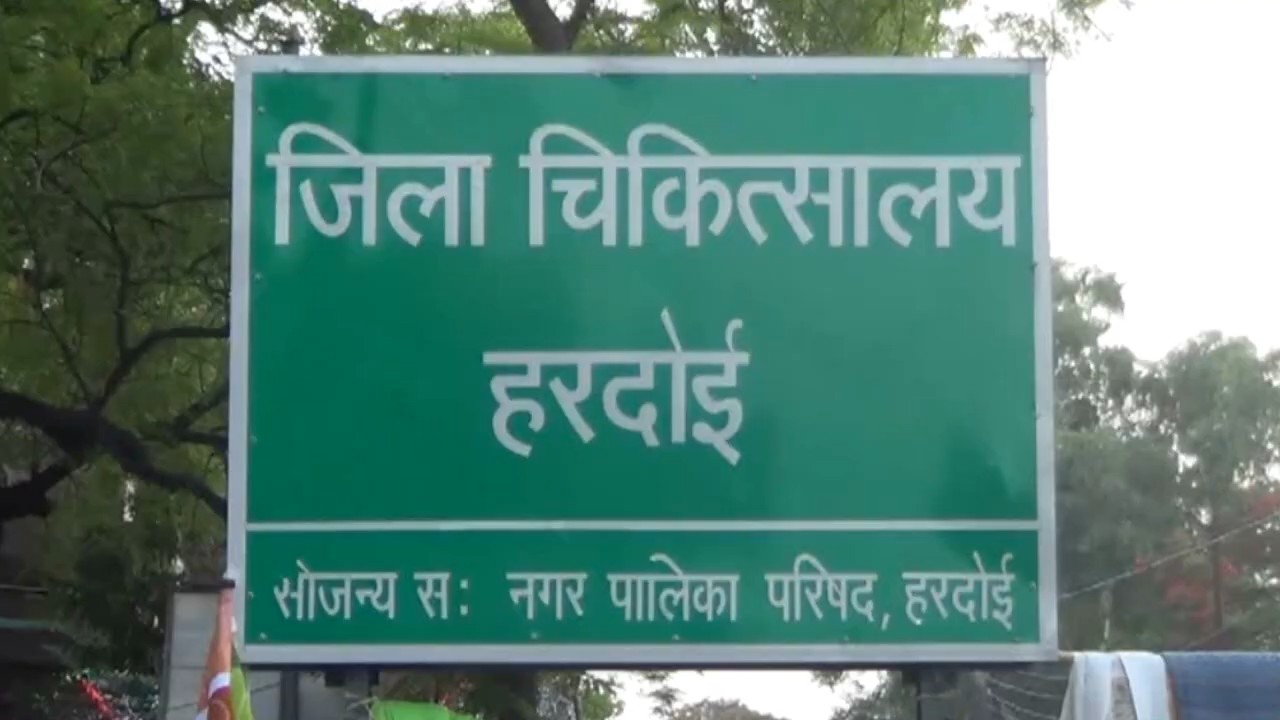 जिला चिकित्सालय
हरदोई
सोजन्य स: नगर पालिका परिषद, हरदोई